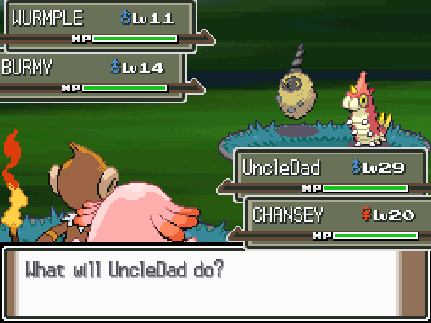 WURMPLE ♂Lv11
HP
BURMY ♂Lv14
HP
UncleDad ♂Lv29
HP
CHANSEY ♀Lv20
HP
What will UncleDad do?